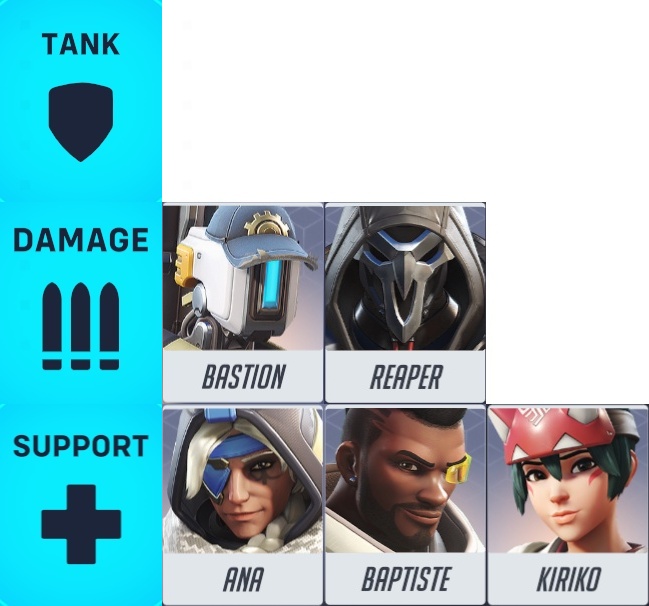 TANK
DAMAGE
BASTION
REAPER
SUPPORT
ANA
BAPTISTE
KIRIKO